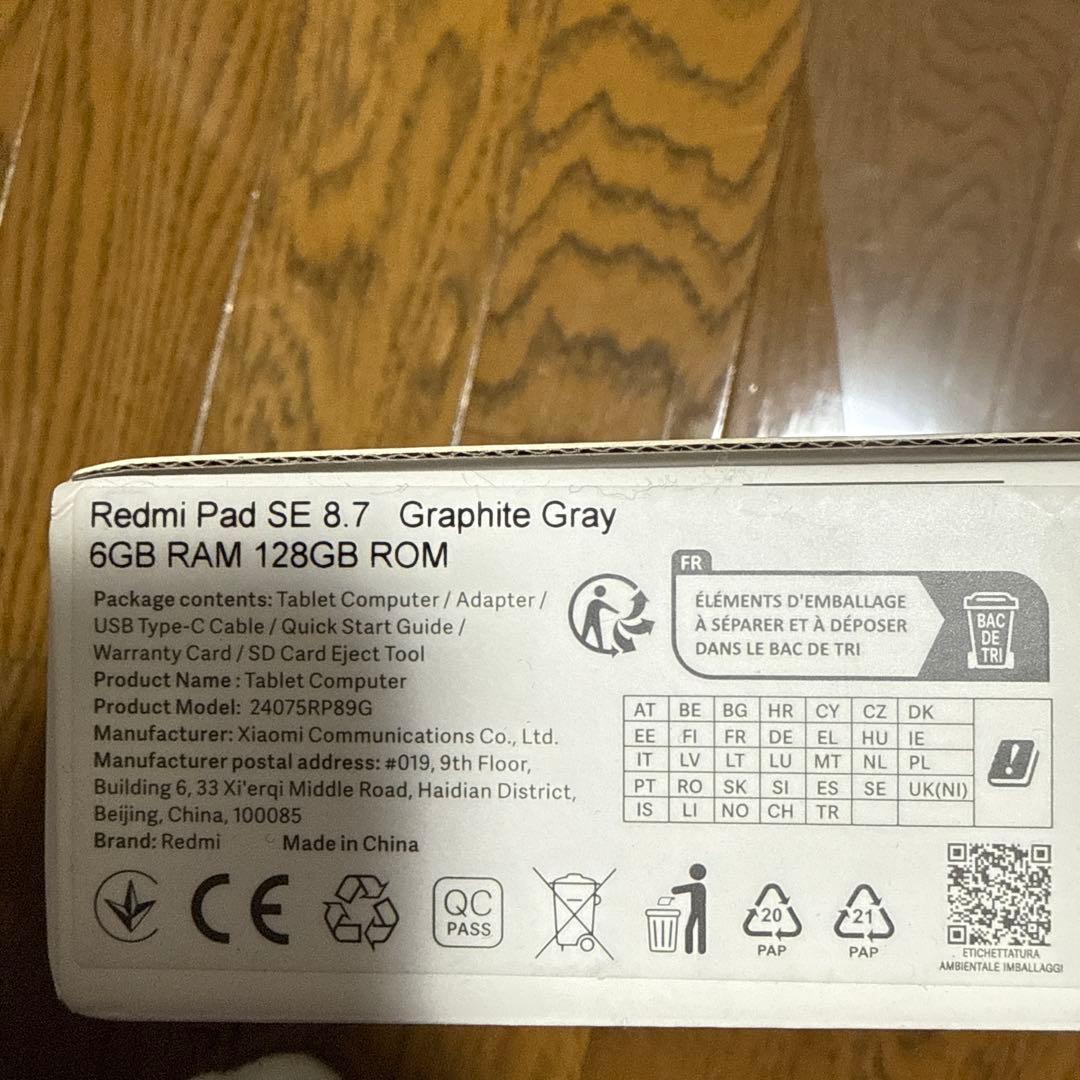 Redmi Pad SE 8.7 Graphite Gray
6GB RAM 128GB ROM
Package contents: Tablet Computer / Adapter /
USB Type-C Cable / Quick Start Guide /
Warranty Card / SD Card Eject Tool
Product Name : Tablet Computer
Product Model: 24075RP89G
Manufacturer: Xiaomi Communications Co., Ltd.
Manufacturer postal address: #019, 9th Floor,
Building 6, 33 Xi'erqi Middle Road, Haidian District,
Beijing, China, 100085
Brand: Redmi Made in China
FR
ÉLÉMENTS D'EMBALLAGE
À SÉPARER ET À DÉPOSER
DANS LE BAC DE TRI
BAC
DE
TRI
AT BE BG HR CY CZ DK
EE FI FR DE EL HU IE
IT LV LT LU MT NL PL
PT RO SK SI ES SE UK(NI)
IS LI NO CH TR
CE
QC
PASS
20
PAP
21
PAP
ETICHETTATURA
AMBIENTALE IMBALLAGGI